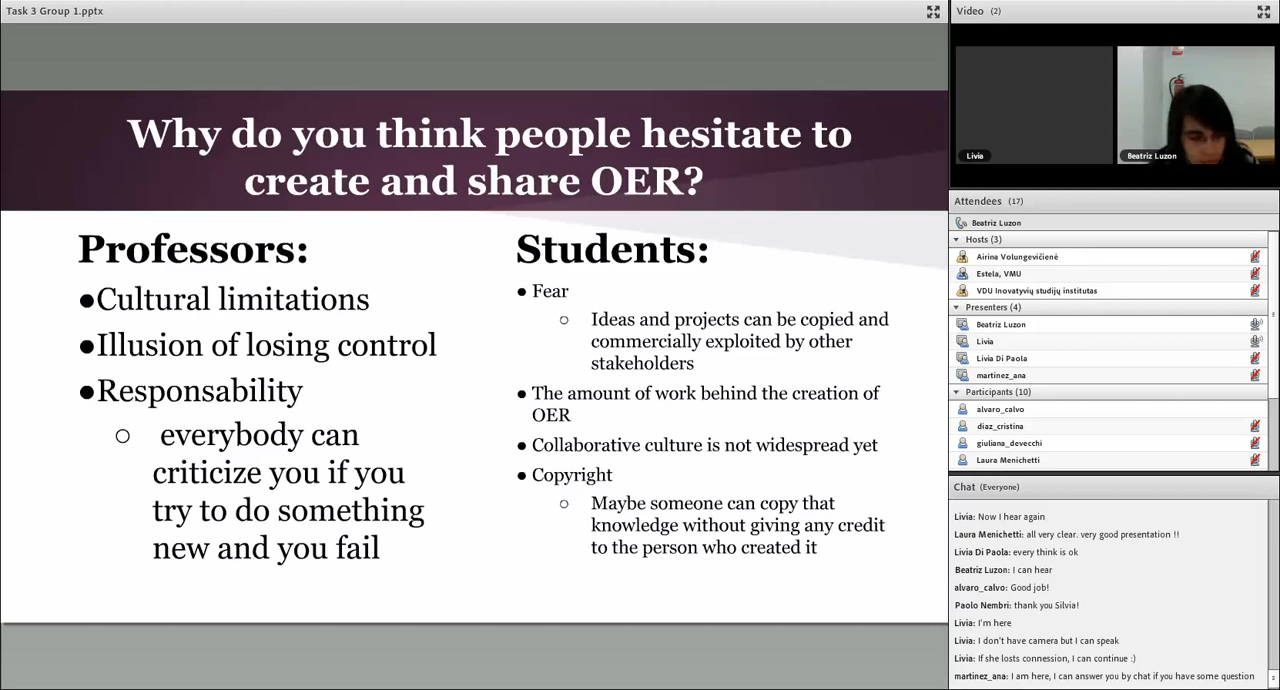 Task 3 Group 1.pptx
Why do you think people hesitate to
create and share OER?
Professors:
●Cultural limitations
●Illusion of losing control
●Responsability
○ everybody can
criticize you if you
try to do something
new and you fail
Students:
● Fear
○ Ideas and projects can be copied and
commercially exploited by other
stakeholders
● The amount of work behind the creation of
OER
● Collaborative culture is not widespread yet
● Copyright
○ Maybe someone can copy that
knowledge without giving any credit
to the person who created it
Video (2)
Livia
Beatriz Luzon
Attendees (17)
Beatriz Luzon
Hosts (3)
Airina Volungevičienė
Estela, VMU
VDU Inovatyvių studijų institutas
Presenters (4)
Beatriz Luzon
Livia
Livia Di Paola
martinez_ana
Participants (10)
alvaro_calvo
diaz_cristina
giuliana_devecchi
Laura Menichetti
Chat (Everyone)
Livia: Now I hear again
Laura Menichetti: all very clear. very good presentation !!
Livia Di Paola: every think is ok
Beatriz Luzon: I can hear
alvaro_calvo: Good job!
Paolo Nembri: thank you Silvia!
Livia: I'm here
Livia: I don't have camera but I can speak
Livia: If she losts connession, I can continue :)
martinez_ana: I am here, I can answer you by chat if you have some question